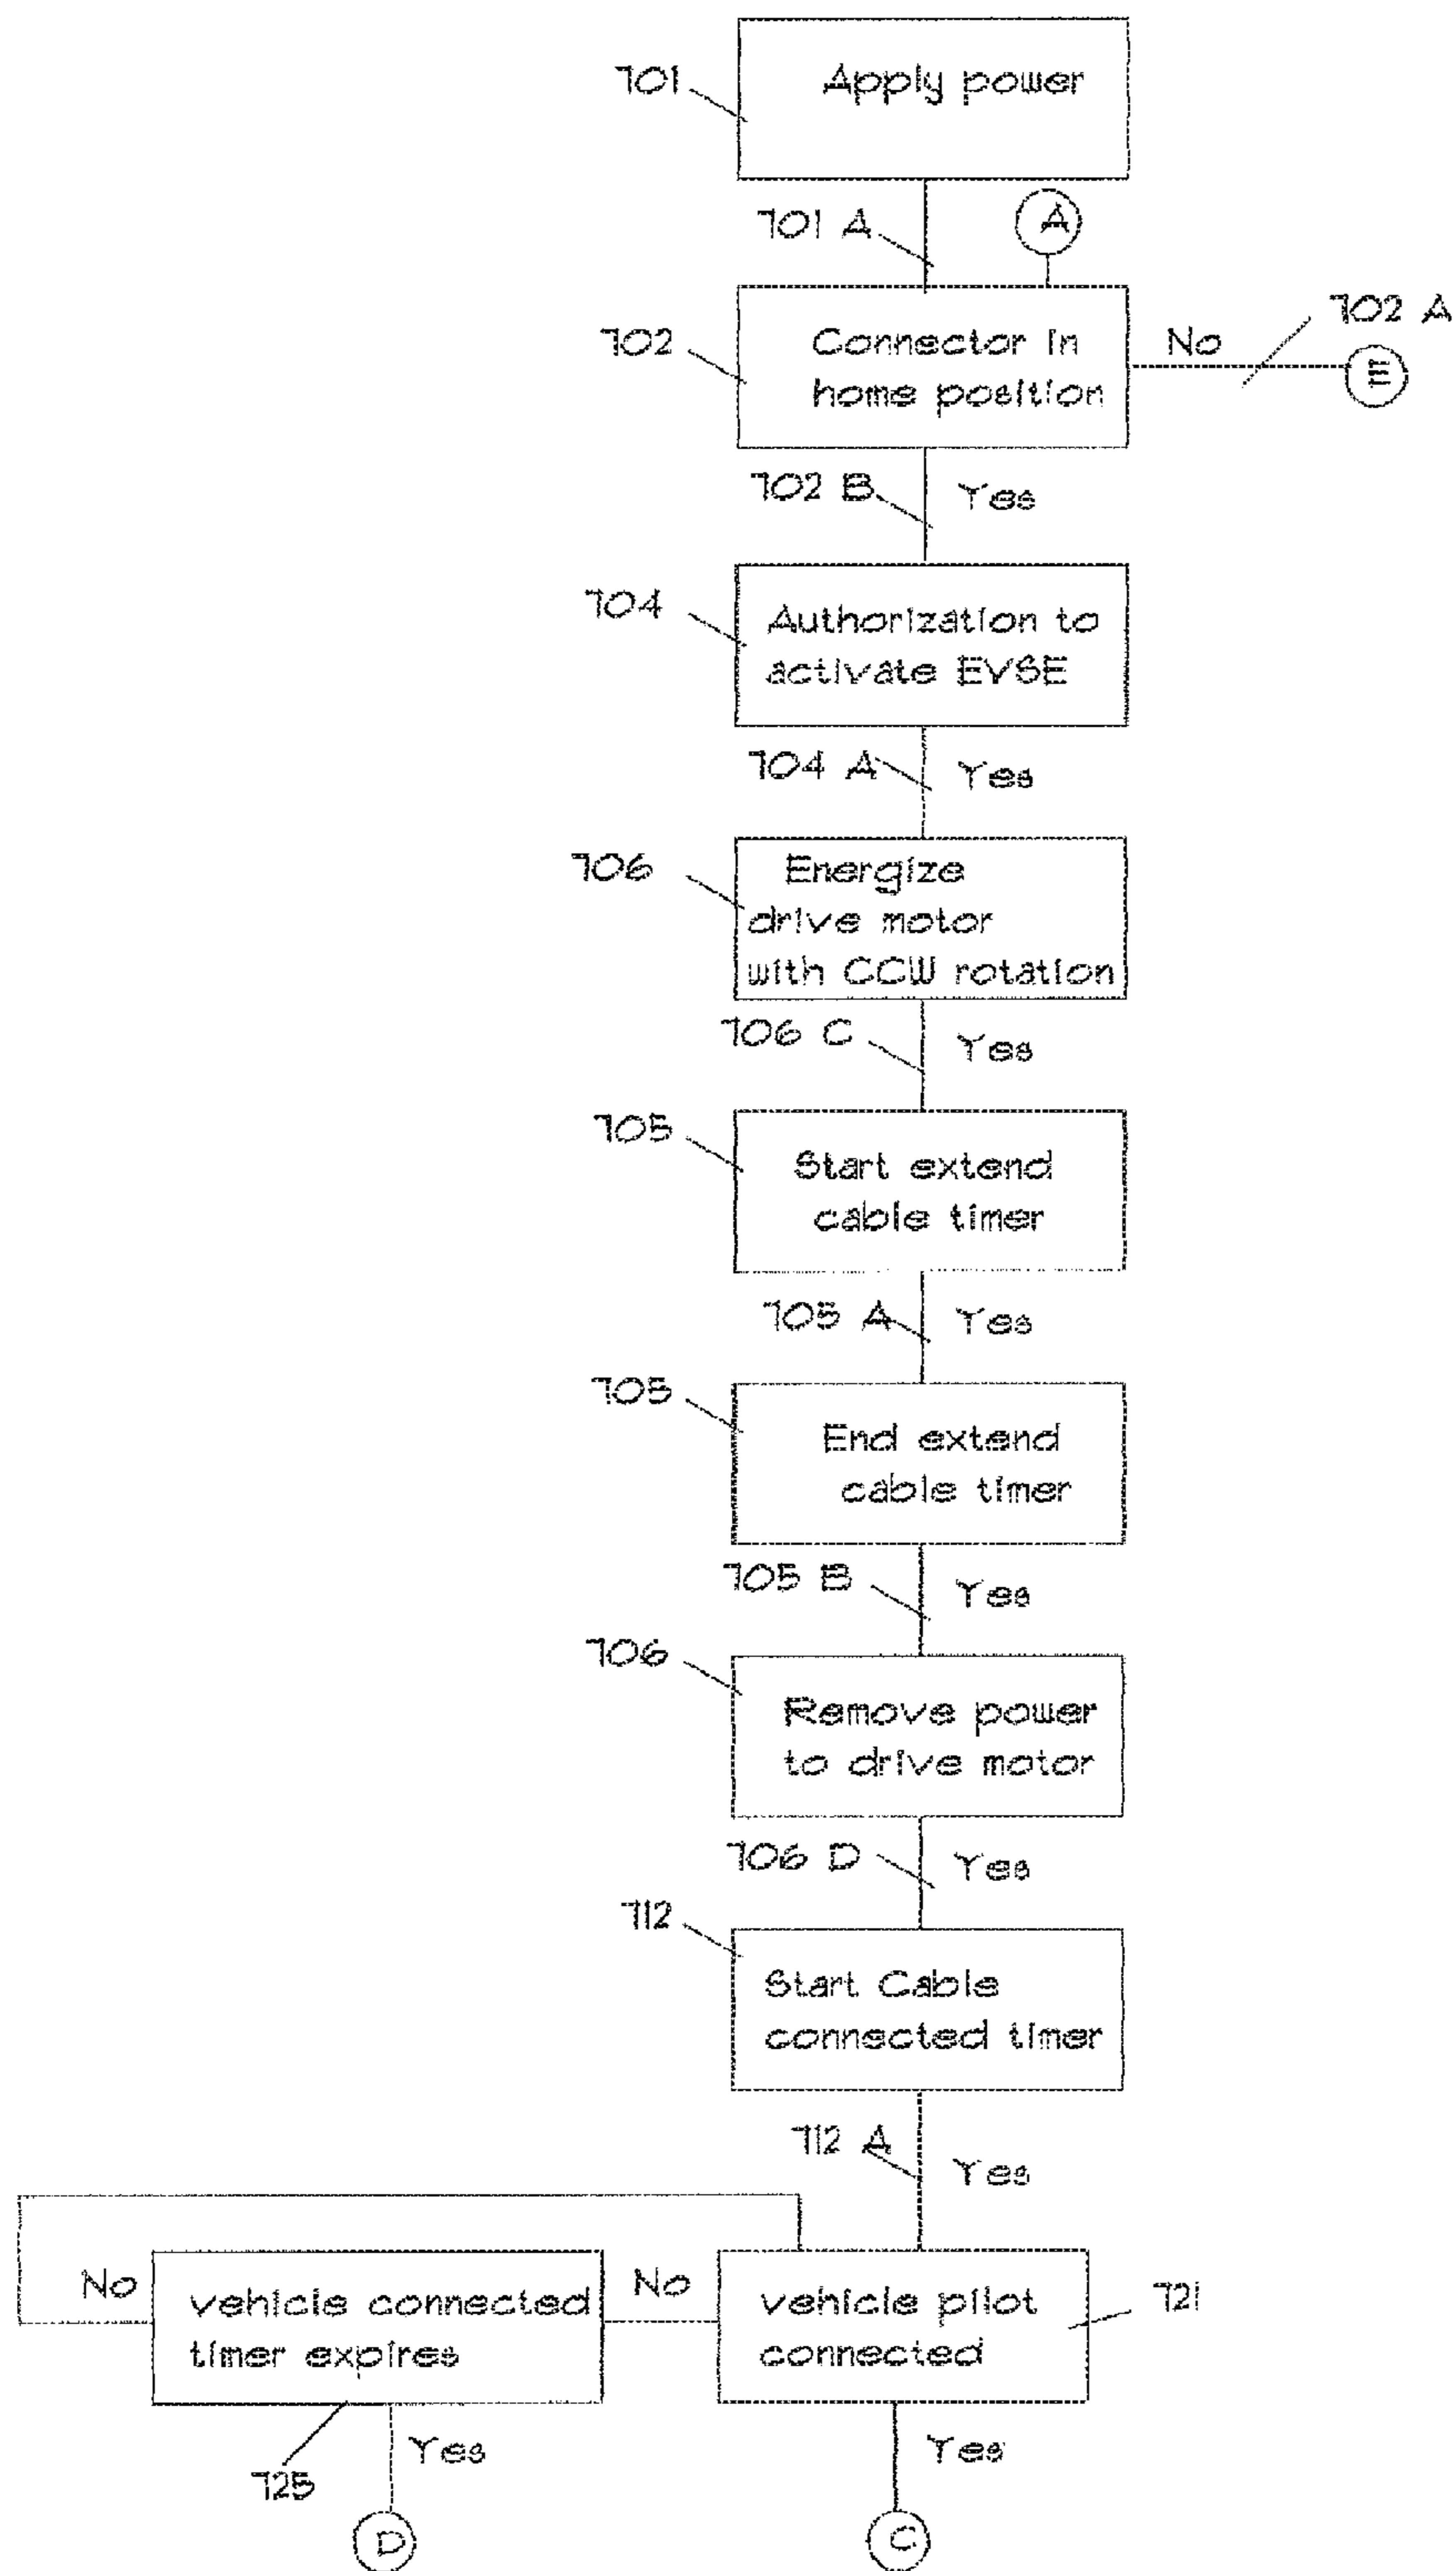 701
Apply power
701 A
A
702
Connector in
home position
No
702 A
E
702 B
Yes
704
Authorization to
activate EVSE
704 A
Yes
706
Energize
drive motor
with CCW rotation
706 C
Yes
705
Start extend
cable timer
705 A
Yes
705
End extend
cable timer
705 B
Yes
706
Remove power
to drive motor
706 D
Yes
712
Start Cable
connected timer
712 A
Yes
No
vehicle connected
timer expires
No
vehicle pilot
connected
721
725
Yes
Yes
D
C